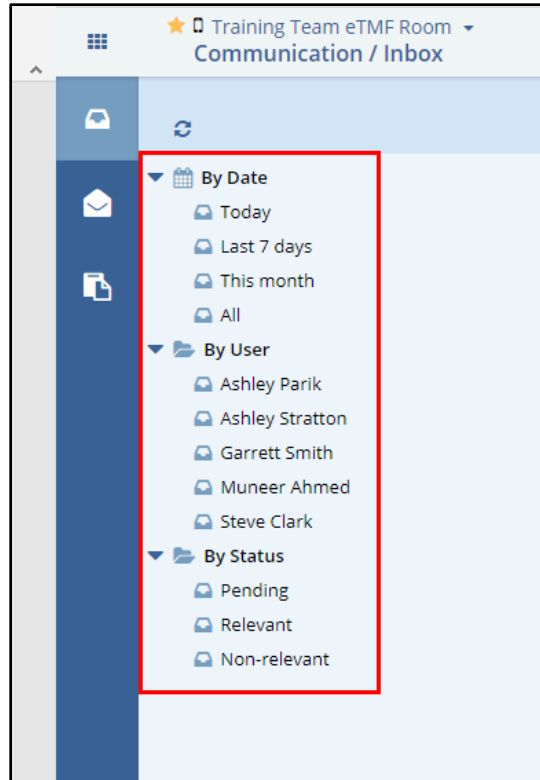 Training Team eTMF Room
Communication / Inbox
By Date
Today
Last 7 days
This month
All
By User
Ashley Parik
Ashley Stratton
Garrett Smith
Muneer Ahmed
Steve Clark
By Status
Pending
Relevant
Non-relevant